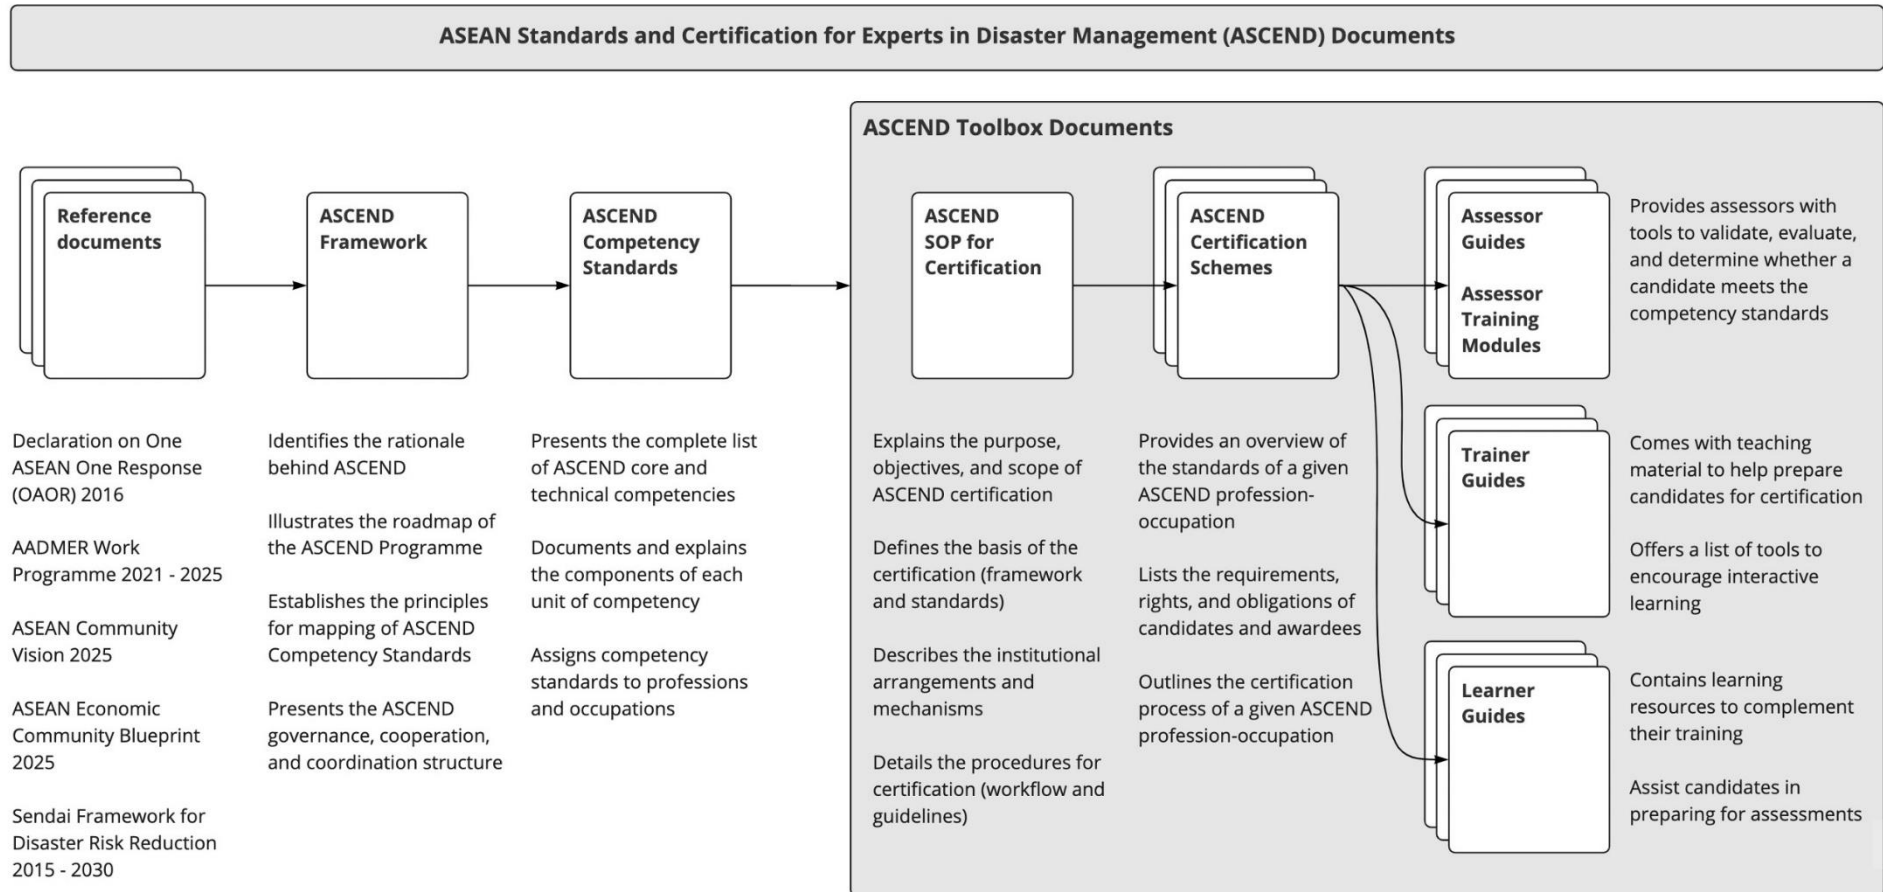 ASEAN Standards and Certification for Experts in Disaster Management (ASCEND) Documents
ASCEND Toolbox Documents
Reference
documents
ASCEND
Framework
ASCEND
Competency
Standards
ASCEND
SOP for
Certification
ASCEND
Certification
Schemes
Assessor
Guides
Assessor
Training
Modules
Provides assessors with
tools to validate, evaluate,
and determine whether a
candidate meets the
competency standards
Declaration on One
ASEAN One Response
(OAOR) 2016
AADMER Work
Programme 2021 - 2025
ASEAN Community
Vision 2025
ASEAN Economic
Community Blueprint
2025
Sendai Framework for
Disaster Risk Reduction
2015 - 2030
Identifies the rationale
behind ASCEND
Illustrates the roadmap of
the ASCEND Programme
Establishes the principles
for mapping of ASCEND
Competency Standards
Presents the ASCEND
governance, cooperation,
and coordination structure
Presents the complete list
of ASCEND core and
technical competencies
Documents and explains
the components of each
unit of competency
Assigns competency
standards to professions
and occupations
Explains the purpose,
objectives, and scope of
ASCEND certification
Defines the basis of the
certification (framework
and standards)
Describes the institutional
arrangements and
mechanisms
Details the procedures for
certification (workflow and
guidelines)
Provides an overview of
the standards of a given
ASCEND profession-
occupation
Lists the requirements,
rights, and obligations of
candidates and awardees
Outlines the certification
process of a given ASCEND
profession-occupation
Trainer
Guides
Comes with teaching
material to help prepare
candidates for certification
Offers a list of tools to
encourage interactive
learning
Learner
Guides
Contains learning
resources to complement
their training
Assist candidates in
preparing for assessments